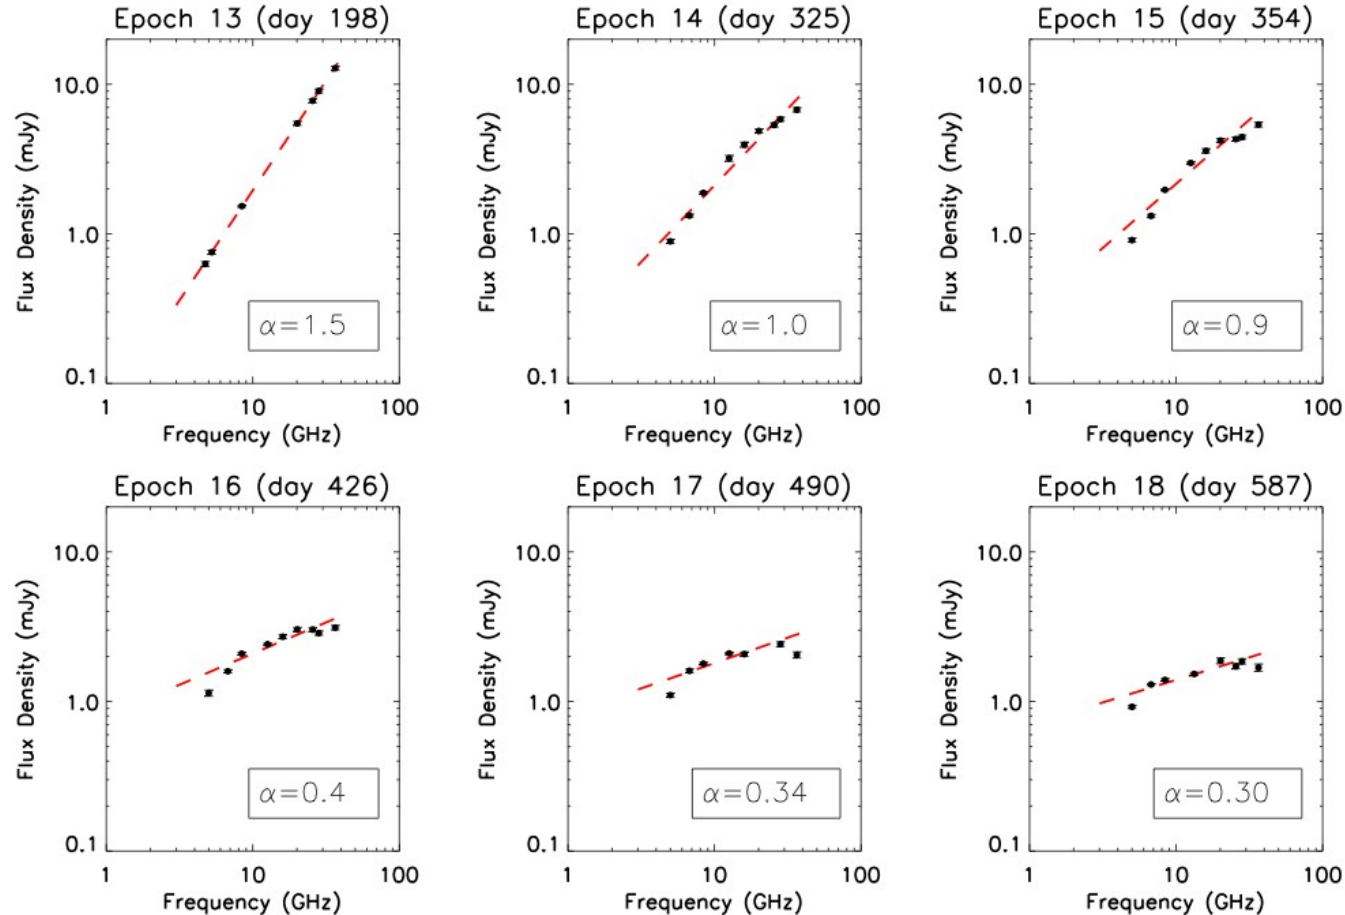 Epoch 13 (day 198)
Flux Density (mJy)
10.0
1.0
0.1
α=1.5
1
10
100
Frequency (GHz)
Epoch 14 (day 325)
Flux Density (mJy)
10.0
1.0
0.1
α=1.0
1
10
100
Frequency (GHz)
Epoch 15 (day 354)
Flux Density (mJy)
10.0
1.0
0.1
α=0.9
1
10
100
Frequency (GHz)
Epoch 16 (day 426)
Flux Density (mJy)
10.0
1.0
0.1
α=0.4
1
10
100
Frequency (GHz)
Epoch 17 (day 490)
Flux Density (mJy)
10.0
1.0
0.1
α=0.34
1
10
100
Frequency (GHz)
Epoch 18 (day 587)
Flux Density (mJy)
10.0
1.0
0.1
α=0.30
1
10
100
Frequency (GHz)